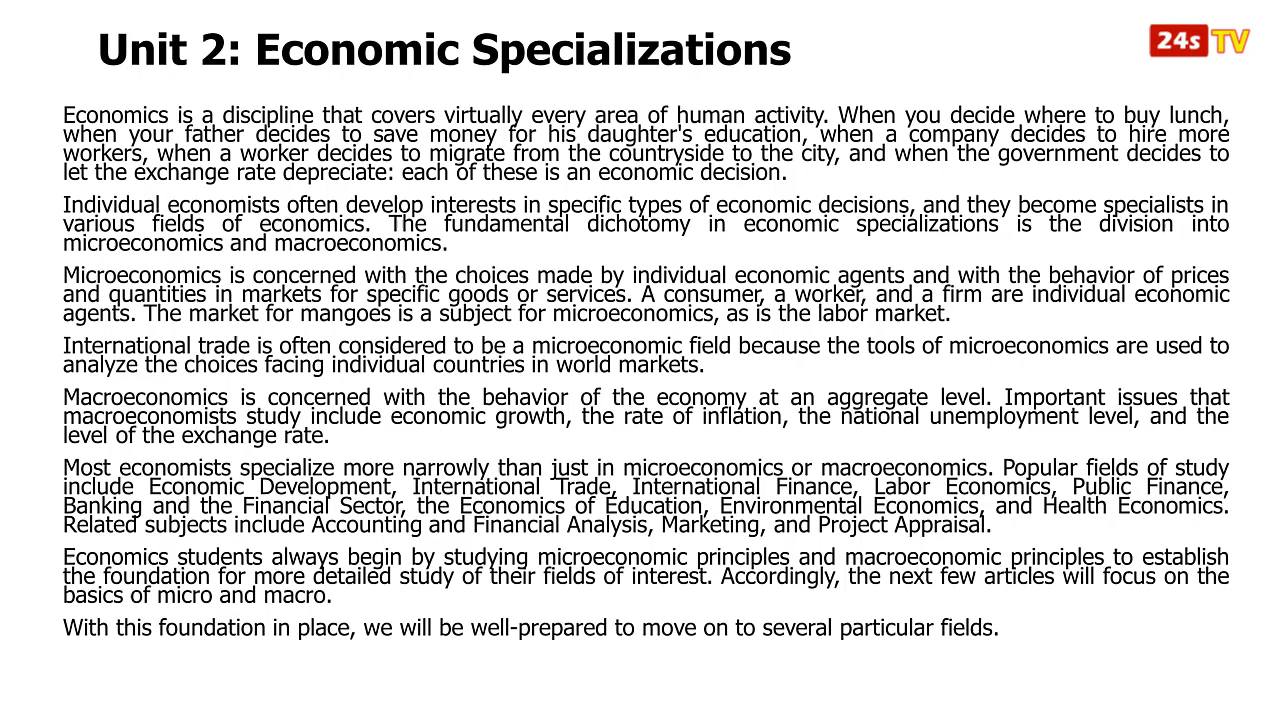 Unit 2: Economic Specializations
24s TV
Economics is a discipline that covers virtually every area of human activity. When you decide where to buy lunch,
when your father decides to save money for his daughter's education, when a company decides to hire more
workers, when a worker decides to migrate from the countryside to the city, and when the government decides to
let the exchange rate depreciate: each of these is an economic decision.
Individual economists often develop interests in specific types of economic decisions, and they become specialists in
various fields of economics. The fundamental dichotomy in economic specializations is the division into
microeconomics and macroeconomics.
Microeconomics is concerned with the choices made by individual economic agents and with the behavior of prices
and quantities in markets for specific goods or services. A consumer, a worker, and a firm are individual economic
agents. The market for mangoes is a subject for microeconomics, as is the labor market.
International trade is often considered to be a microeconomic field because the tools of microeconomics are used to
analyze the choices facing individual countries in world markets.
Macroeconomics is concerned with the behavior of the economy at an aggregate level. Important issues that
macroeconomists study include economic growth, the rate of inflation, the national unemployment level, and the
level of the exchange rate.
Most economists specialize more narrowly than just in microeconomics or macroeconomics. Popular fields of study
include Economic Development, International Trade, International Finance, Labor Economics, Public Finance,
Banking and the Financial Sector, the Economics of Education, Environmental Economics, and Health Economics.
Related subjects include Accounting and Financial Analysis, Marketing, and Project Appraisal.
Economics students always begin by studying microeconomic principles and macroeconomic principles to establish
the foundation for more detailed study of their fields of interest. Accordingly, the next few articles will focus on the
basics of micro and macro.
With this foundation in place, we will be well-prepared to move on to several particular fields.